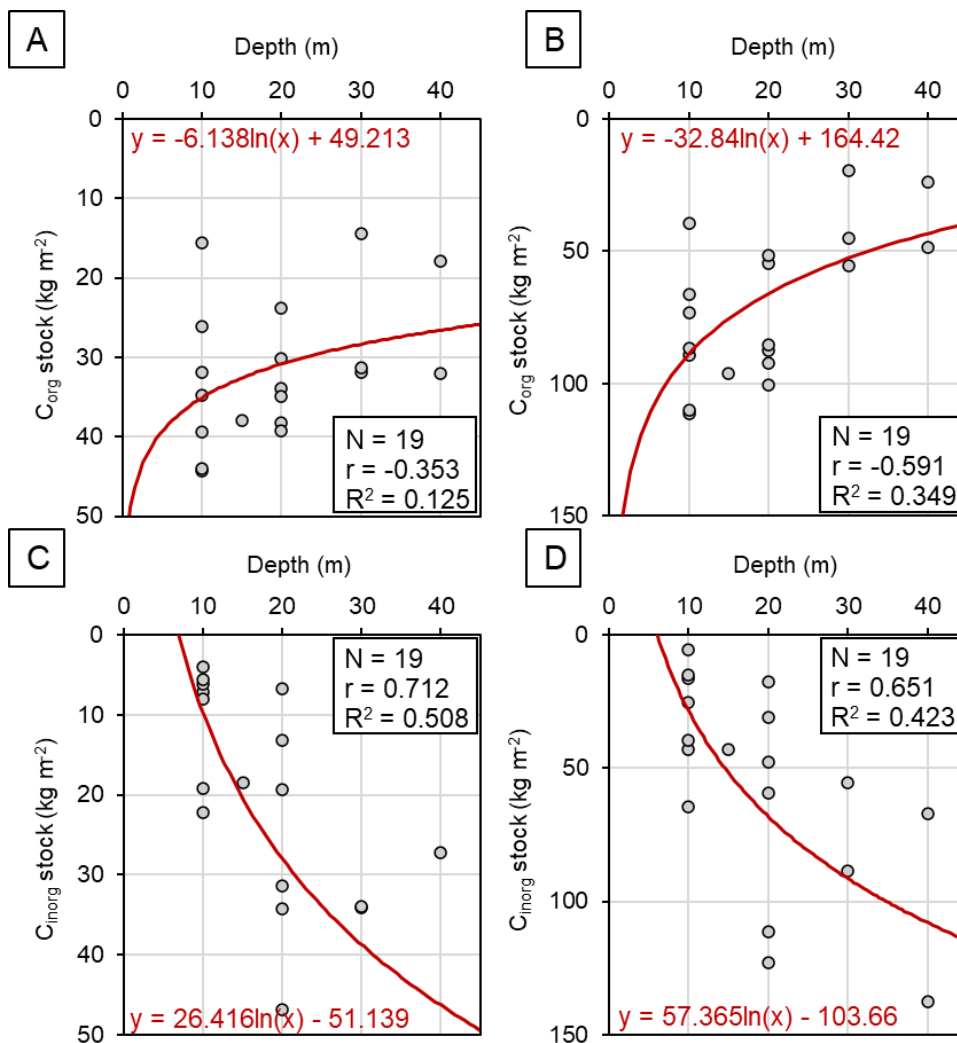 A
Depth (m)
0 10 20 30 40
y = -6.138ln(x) + 49.213
0
10
20
30
40
50
C_org stock (kg m⁻²)
N = 19
r = -0.353
R² = 0.125
B
Depth (m)
0 10 20 30 40
y = -32.84ln(x) + 164.42
0
50
100
150
C_org stock (kg m⁻²)
N = 19
r = -0.591
R² = 0.349
C
Depth (m)
0 10 20 30 40
0
10
20
30
40
50
C_inorg stock (kg m⁻²)
N = 19
r = 0.712
R² = 0.508
y = 26.416ln(x) - 51.139
D
Depth (m)
0 10 20 30 40
0
50
100
150
C_inorg stock (kg m⁻²)
N = 19
r = 0.651
R² = 0.423
y = 57.365ln(x) - 103.66